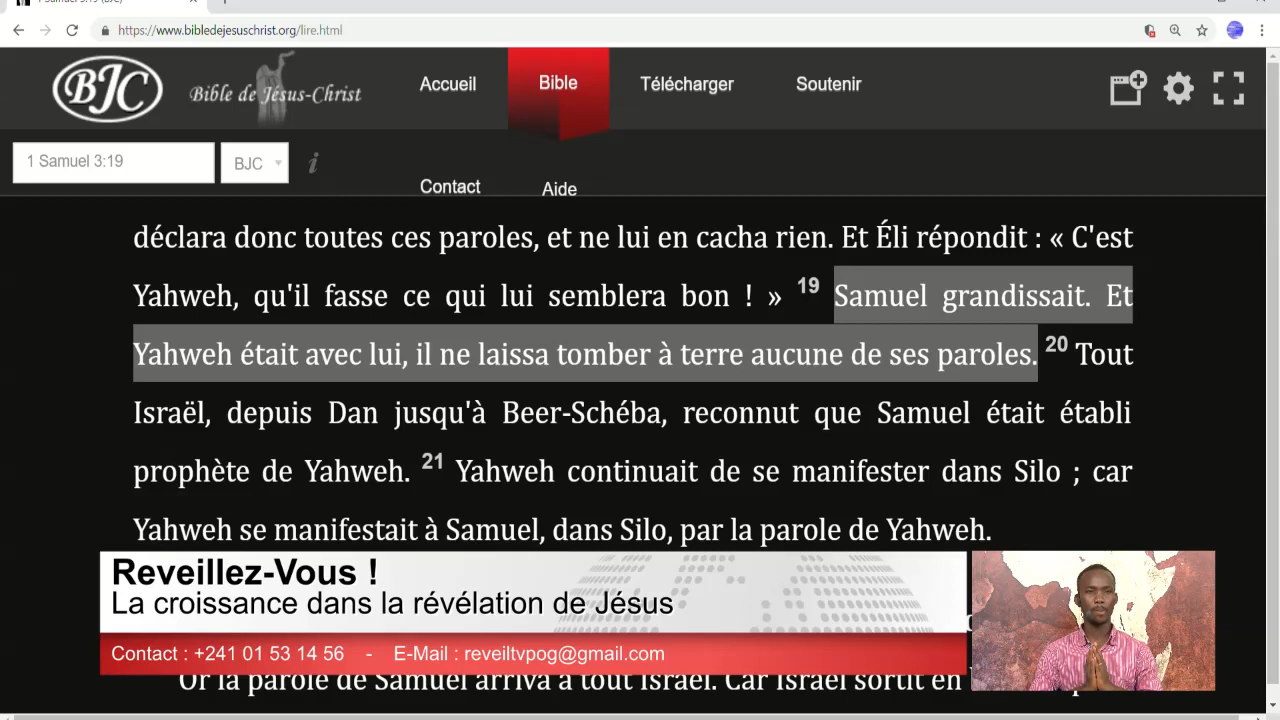 1 Samuel 3:19 (BJC)
https://www.bibledejesuschrist.org/lire.html
BJC
Bible de Jésus-Christ
Accueil
Bible
Télécharger
Soutenir
1 Samuel 3:19
BJC
i
Contact
Aide
déclara donc toutes ces paroles, et ne lui en cacha rien. Et Éli répondit : « C'est
Yahweh, qu'il fasse ce qui lui semblera bon ! » 19 Samuel grandissait. Et
Yahweh était avec lui, il ne laissa tomber à terre aucune de ses paroles. 20 Tout
Israël, depuis Dan jusqu'à Beer-Schéba, reconnut que Samuel était établi
prophète de Yahweh. 21 Yahweh continuait de se manifester dans Silo ; car
Yahweh se manifestait à Samuel, dans Silo, par la parole de Yahweh.
Reveillez-Vous !
La croissance dans la révélation de Jésus
Contact : +241 01 53 14 56 - E-Mail : reveiltvpog@gmail.com
Or la parole de Samuel arriva à tout Israël. Car Israël sortit en